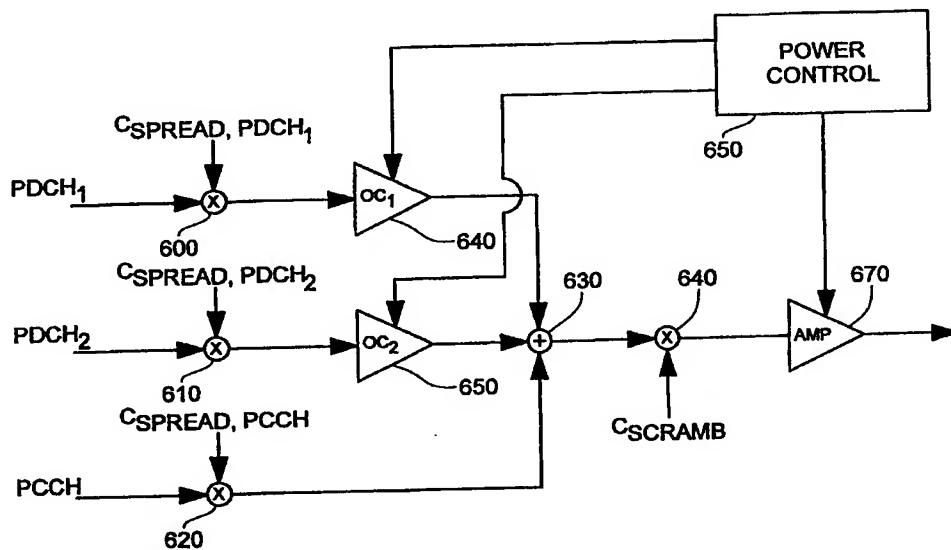 POWER
CONTROL
650
CSPREAD, PDCH1
PDCH1
X
600
OC1
640
CSPREAD, PDCH2
PDCH2
X
610
OC2
650
630
+
640
X
670
AMP
CSCRAMB
CSPREAD, PCCH
PCCH
X
620